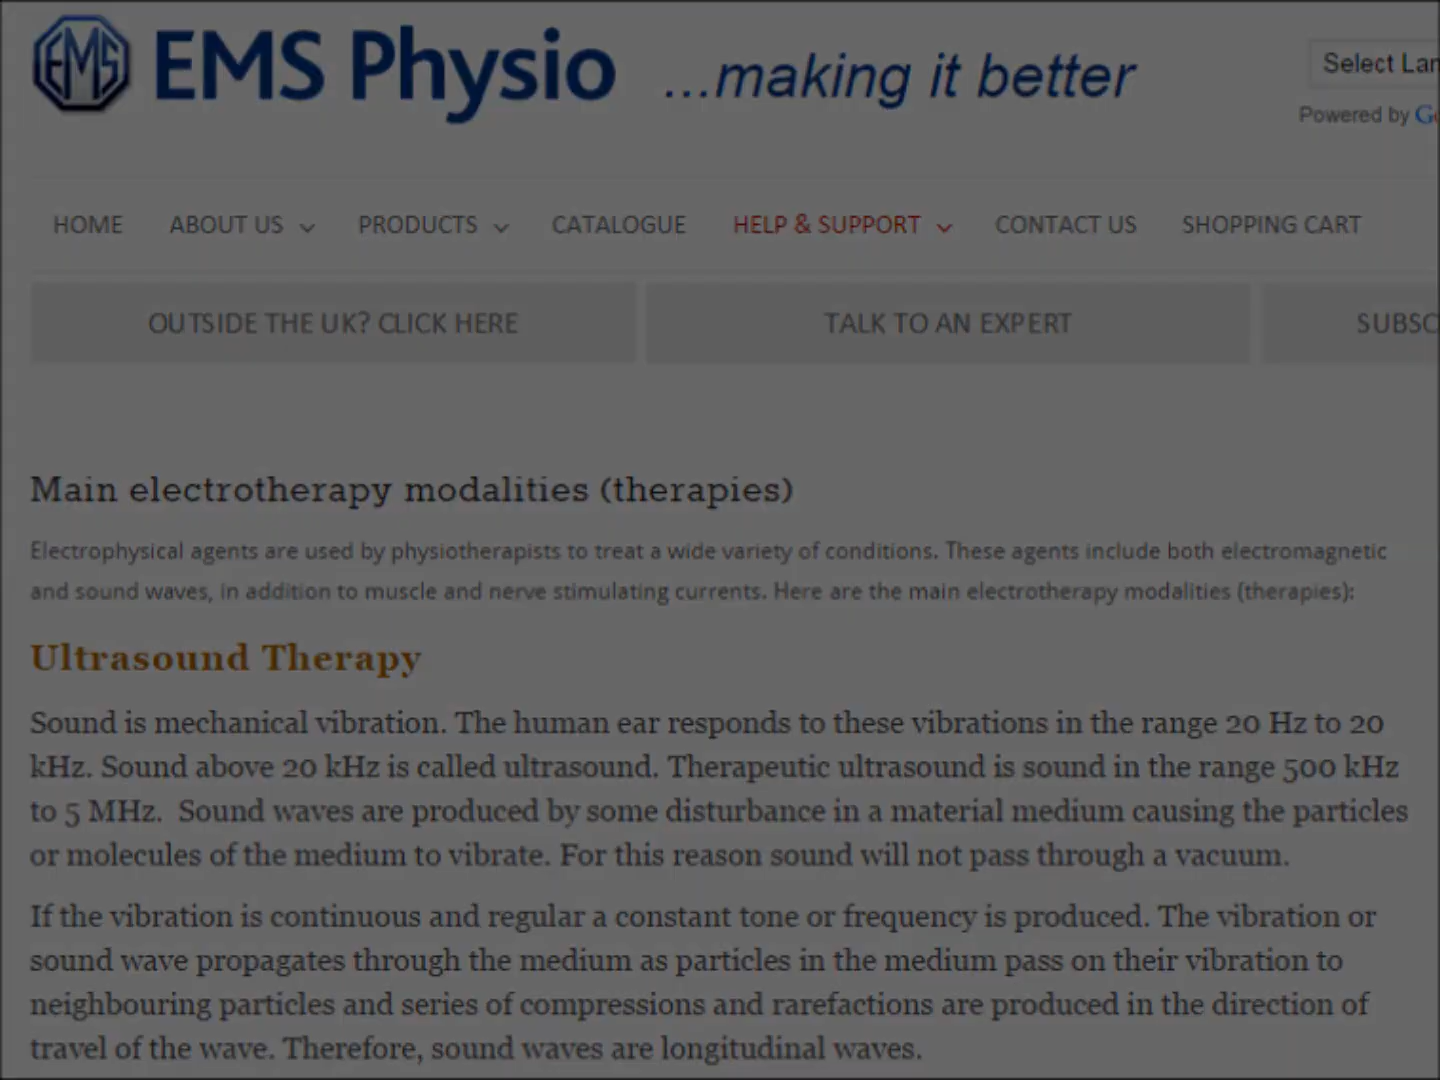 EMS EMS Physio ...making it better
Select Lan
Powered by Go
HOME ABOUT US PRODUCTS CATALOGUE HELP & SUPPORT CONTACT US SHOPPING CART
OUTSIDE THE UK? CLICK HERE TALK TO AN EXPERT SUBSC
Main electrotherapy modalities (therapies)
Electrophysical agents are used by physiotherapists to treat a wide variety of conditions. These agents include both electromagnetic
and sound waves, in addition to muscle and nerve stimulating currents. Here are the main electrotherapy modalities (therapies):
Ultrasound Therapy
Sound is mechanical vibration. The human ear responds to these vibrations in the range 20 Hz to 20
kHz. Sound above 20 kHz is called ultrasound. Therapeutic ultrasound is sound in the range 500 kHz
to 5 MHz. Sound waves are produced by some disturbance in a material medium causing the particles
or molecules of the medium to vibrate. For this reason sound will not pass through a vacuum.
If the vibration is continuous and regular a constant tone or frequency is produced. The vibration or
sound wave propagates through the medium as particles in the medium pass on their vibration to
neighbouring particles and series of compressions and rarefactions are produced in the direction of
travel of the wave. Therefore, sound waves are longitudinal waves.